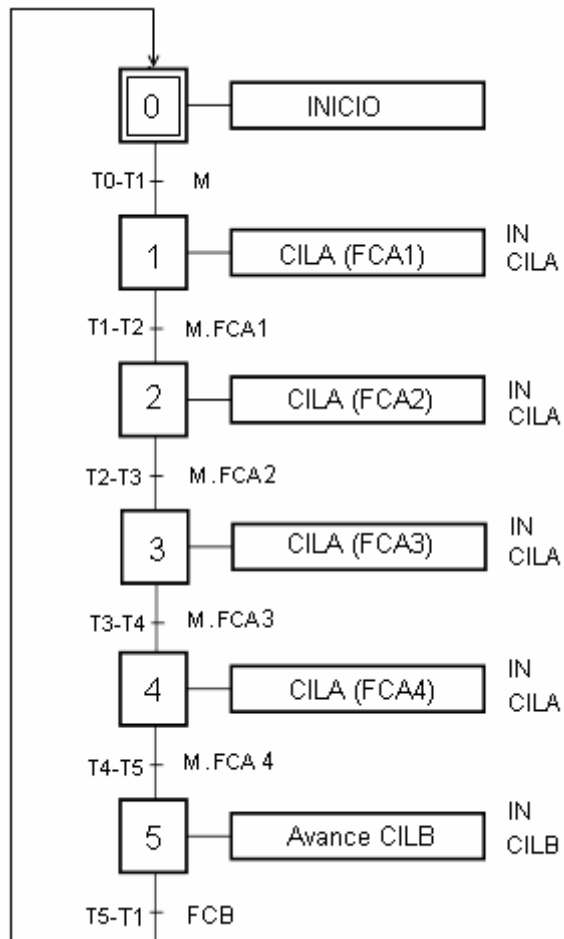 0 INICIO
T0-T1 M
1 CILA (FCA1) IN
CILA
T1-T2 M.FCA1
2 CILA (FCA2) IN
CILA
T2-T3 M.FCA2
3 CILA (FCA3) IN
CILA
T3-T4 M.FCA3
4 CILA (FCA4) IN
CILA
T4-T5 M.FCA 4
5 Avance CILB IN
CILB
T5-T1 FCB